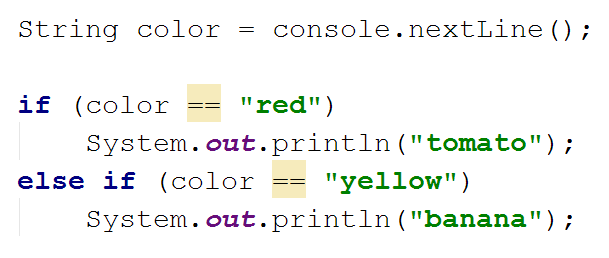 String color = console.nextLine();
if (color == "red")
System.out.println("tomato");
else if (color == "yellow")
System.out.println("banana");